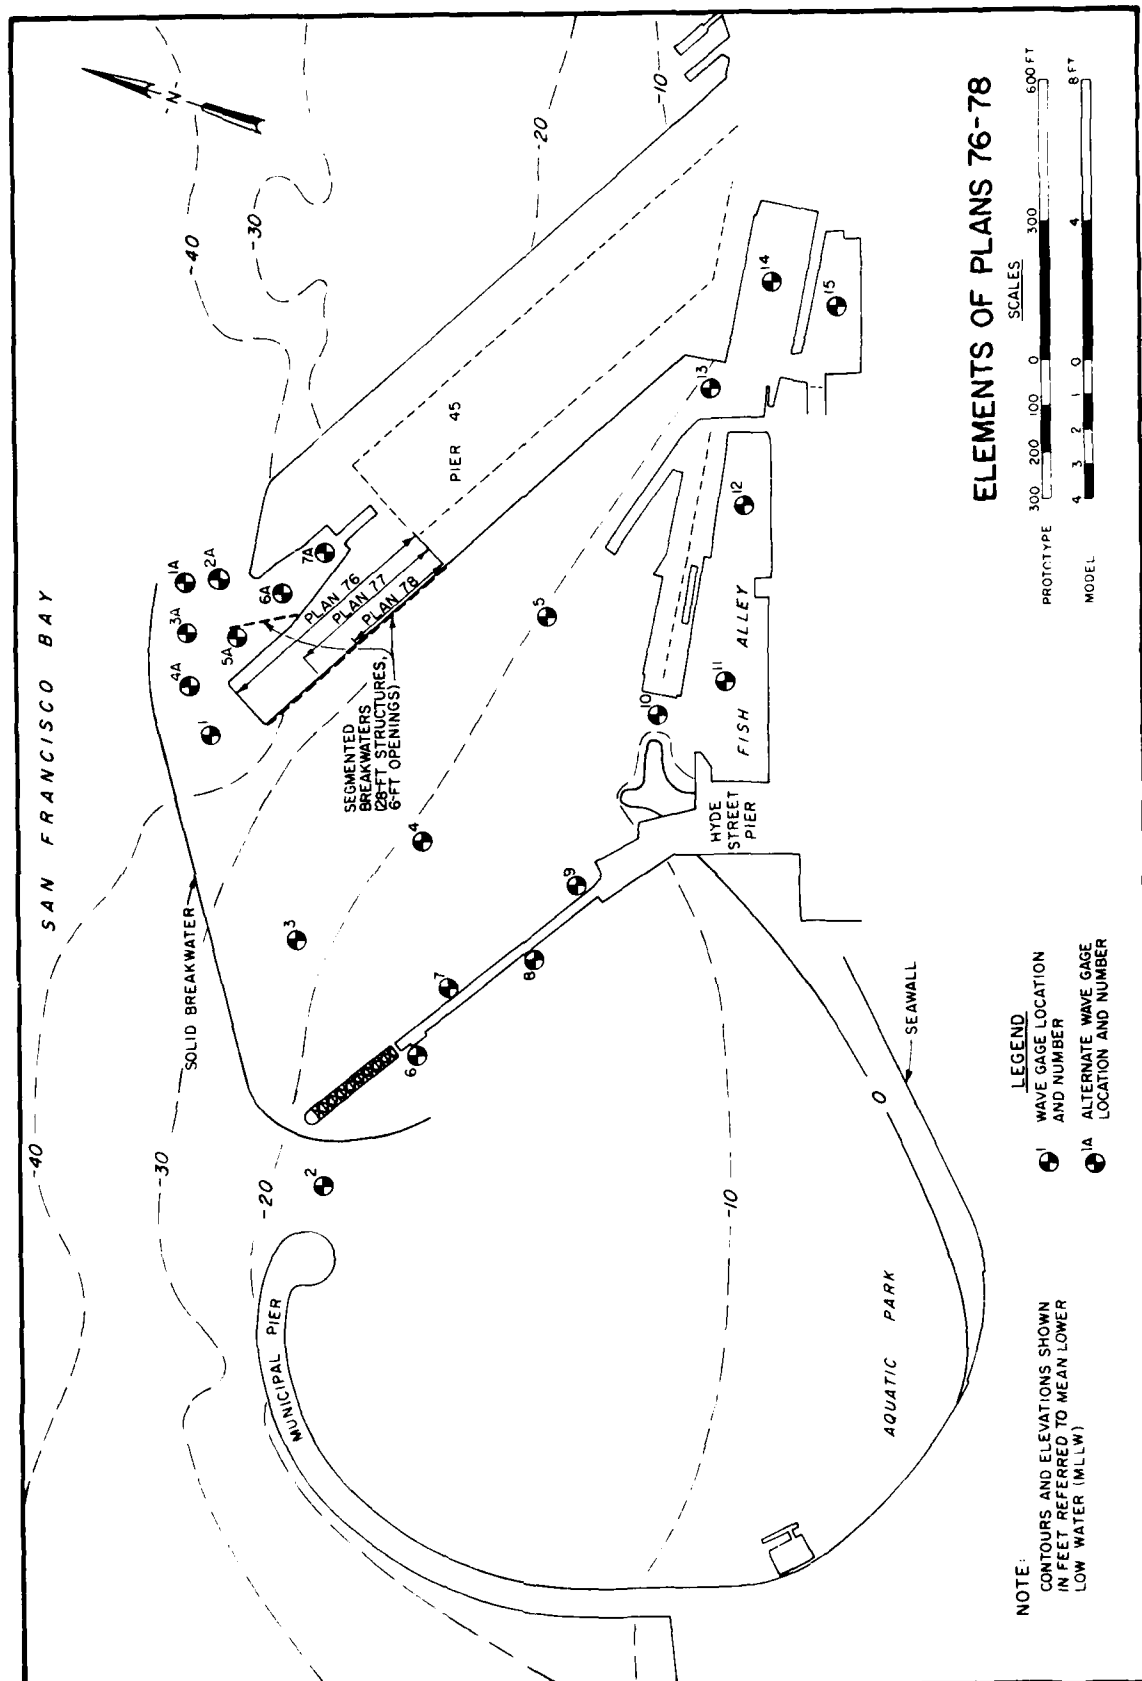 SAN FRANCISCO BAY
-N-
-40
-30
-20
-10
-40
-30
-20
-10
0
SOLID BREAKWATER
MUNICIPAL PIER
PIER 45
PLAN 76
PLAN 77
PLAN 78
SEGMENTED
BREAKWATERS
(28-FT STRUCTURES,
6-FT OPENINGS)
1A
2A
3A
4A
5A
6A
7A
1
2
3
4
5
6
7
8
9
10
11
12
13
14
15
FISH ALLEY
HYDE
STREET
PIER
AQUATIC PARK
SEAWALL
NOTE:
CONTOURS AND ELEVATIONS SHOWN
IN FEET REFERRED TO MEAN LOWER
LOW WATER (MLLW)
LEGEND
1 WAVE GAGE LOCATION
AND NUMBER
1A ALTERNATE WAVE GAGE
LOCATION AND NUMBER
ELEMENTS OF PLANS 76-78
SCALES
PROTOTYPE 300 200 100 0 300 600 FT
MODEL 4 3 2 1 0 4 8 FT